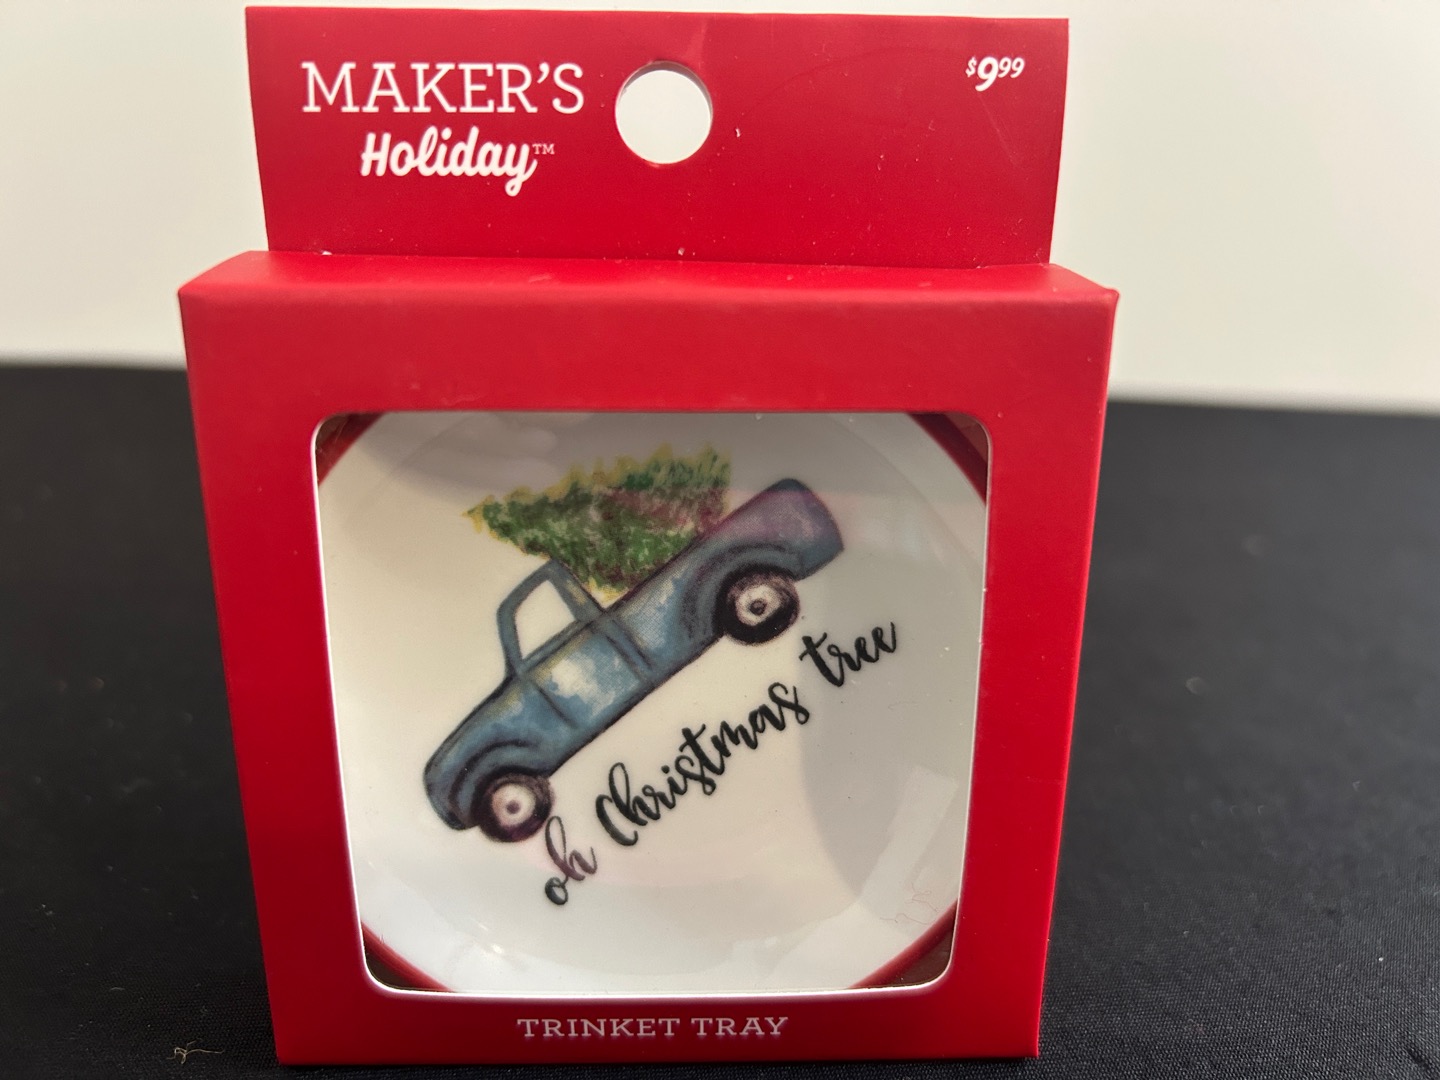 MAKER'S
Holiday™
$9.99
oh Christmas tree
TRINKET TRAY